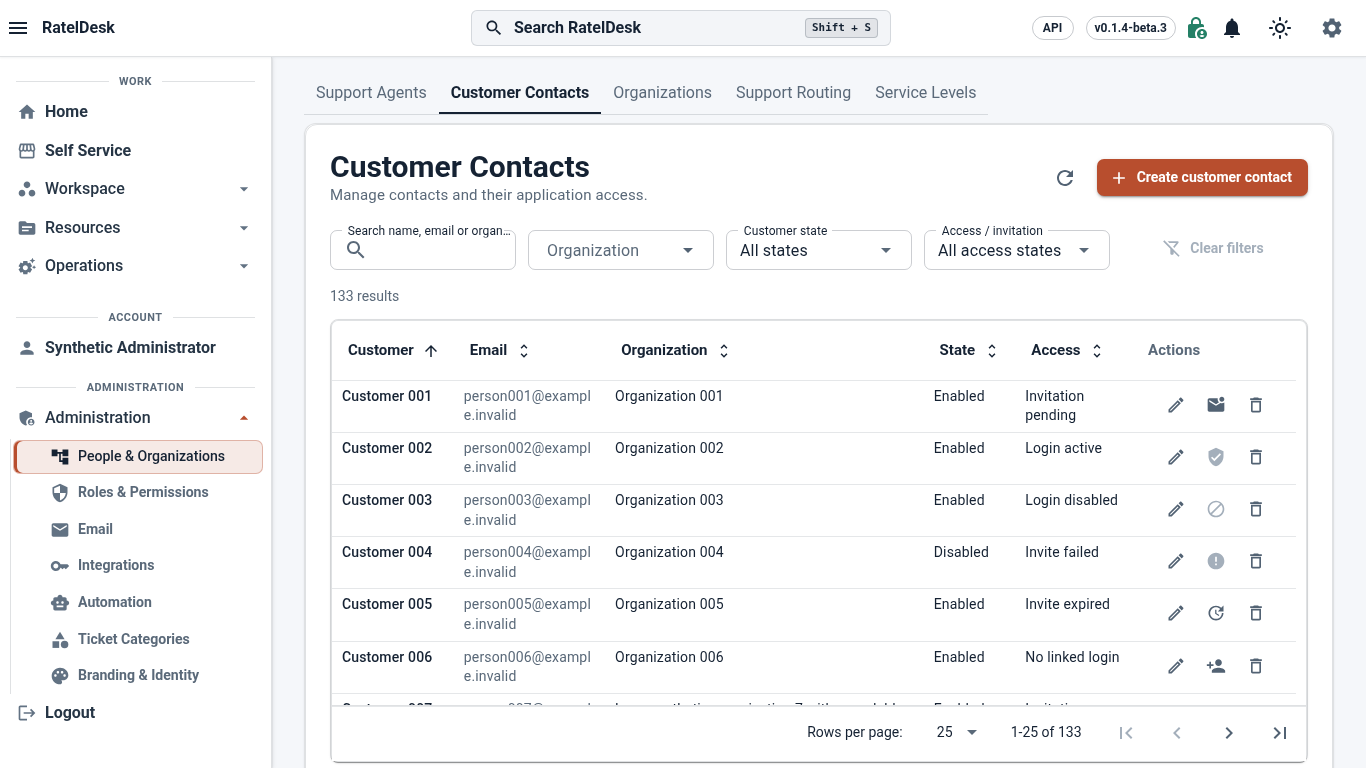 RatelDesk
Search RatelDesk
Shift + S
API
v0.1.4-beta.3
WORK
Home
Self Service
Workspace
Resources
Operations
ACCOUNT
Synthetic Administrator
ADMINISTRATION
Administration
People & Organizations
Roles & Permissions
Email
Integrations
Automation
Ticket Categories
Branding & Identity
Logout
Support Agents
Customer Contacts
Organizations
Support Routing
Service Levels
Customer Contacts
Manage contacts and their application access.
Create customer contact
Search name, email or organ…
Organization
Customer state
All states
Access / invitation
All access states
Clear filters
133 results
Customer Email Organization State Access Actions
Customer 001 person001@exampl Organization 001 Enabled Invitation
e.invalid pending
Customer 002 person002@exampl Organization 002 Enabled Login active
e.invalid
Customer 003 person003@exampl Organization 003 Enabled Login disabled
e.invalid
Customer 004 person004@exampl Organization 004 Disabled Invite failed
e.invalid
Customer 005 person005@exampl Organization 005 Enabled Invite expired
e.invalid
Customer 006 person006@exampl Organization 006 Enabled No linked login
e.invalid
Rows per page: 25 1-25 of 133